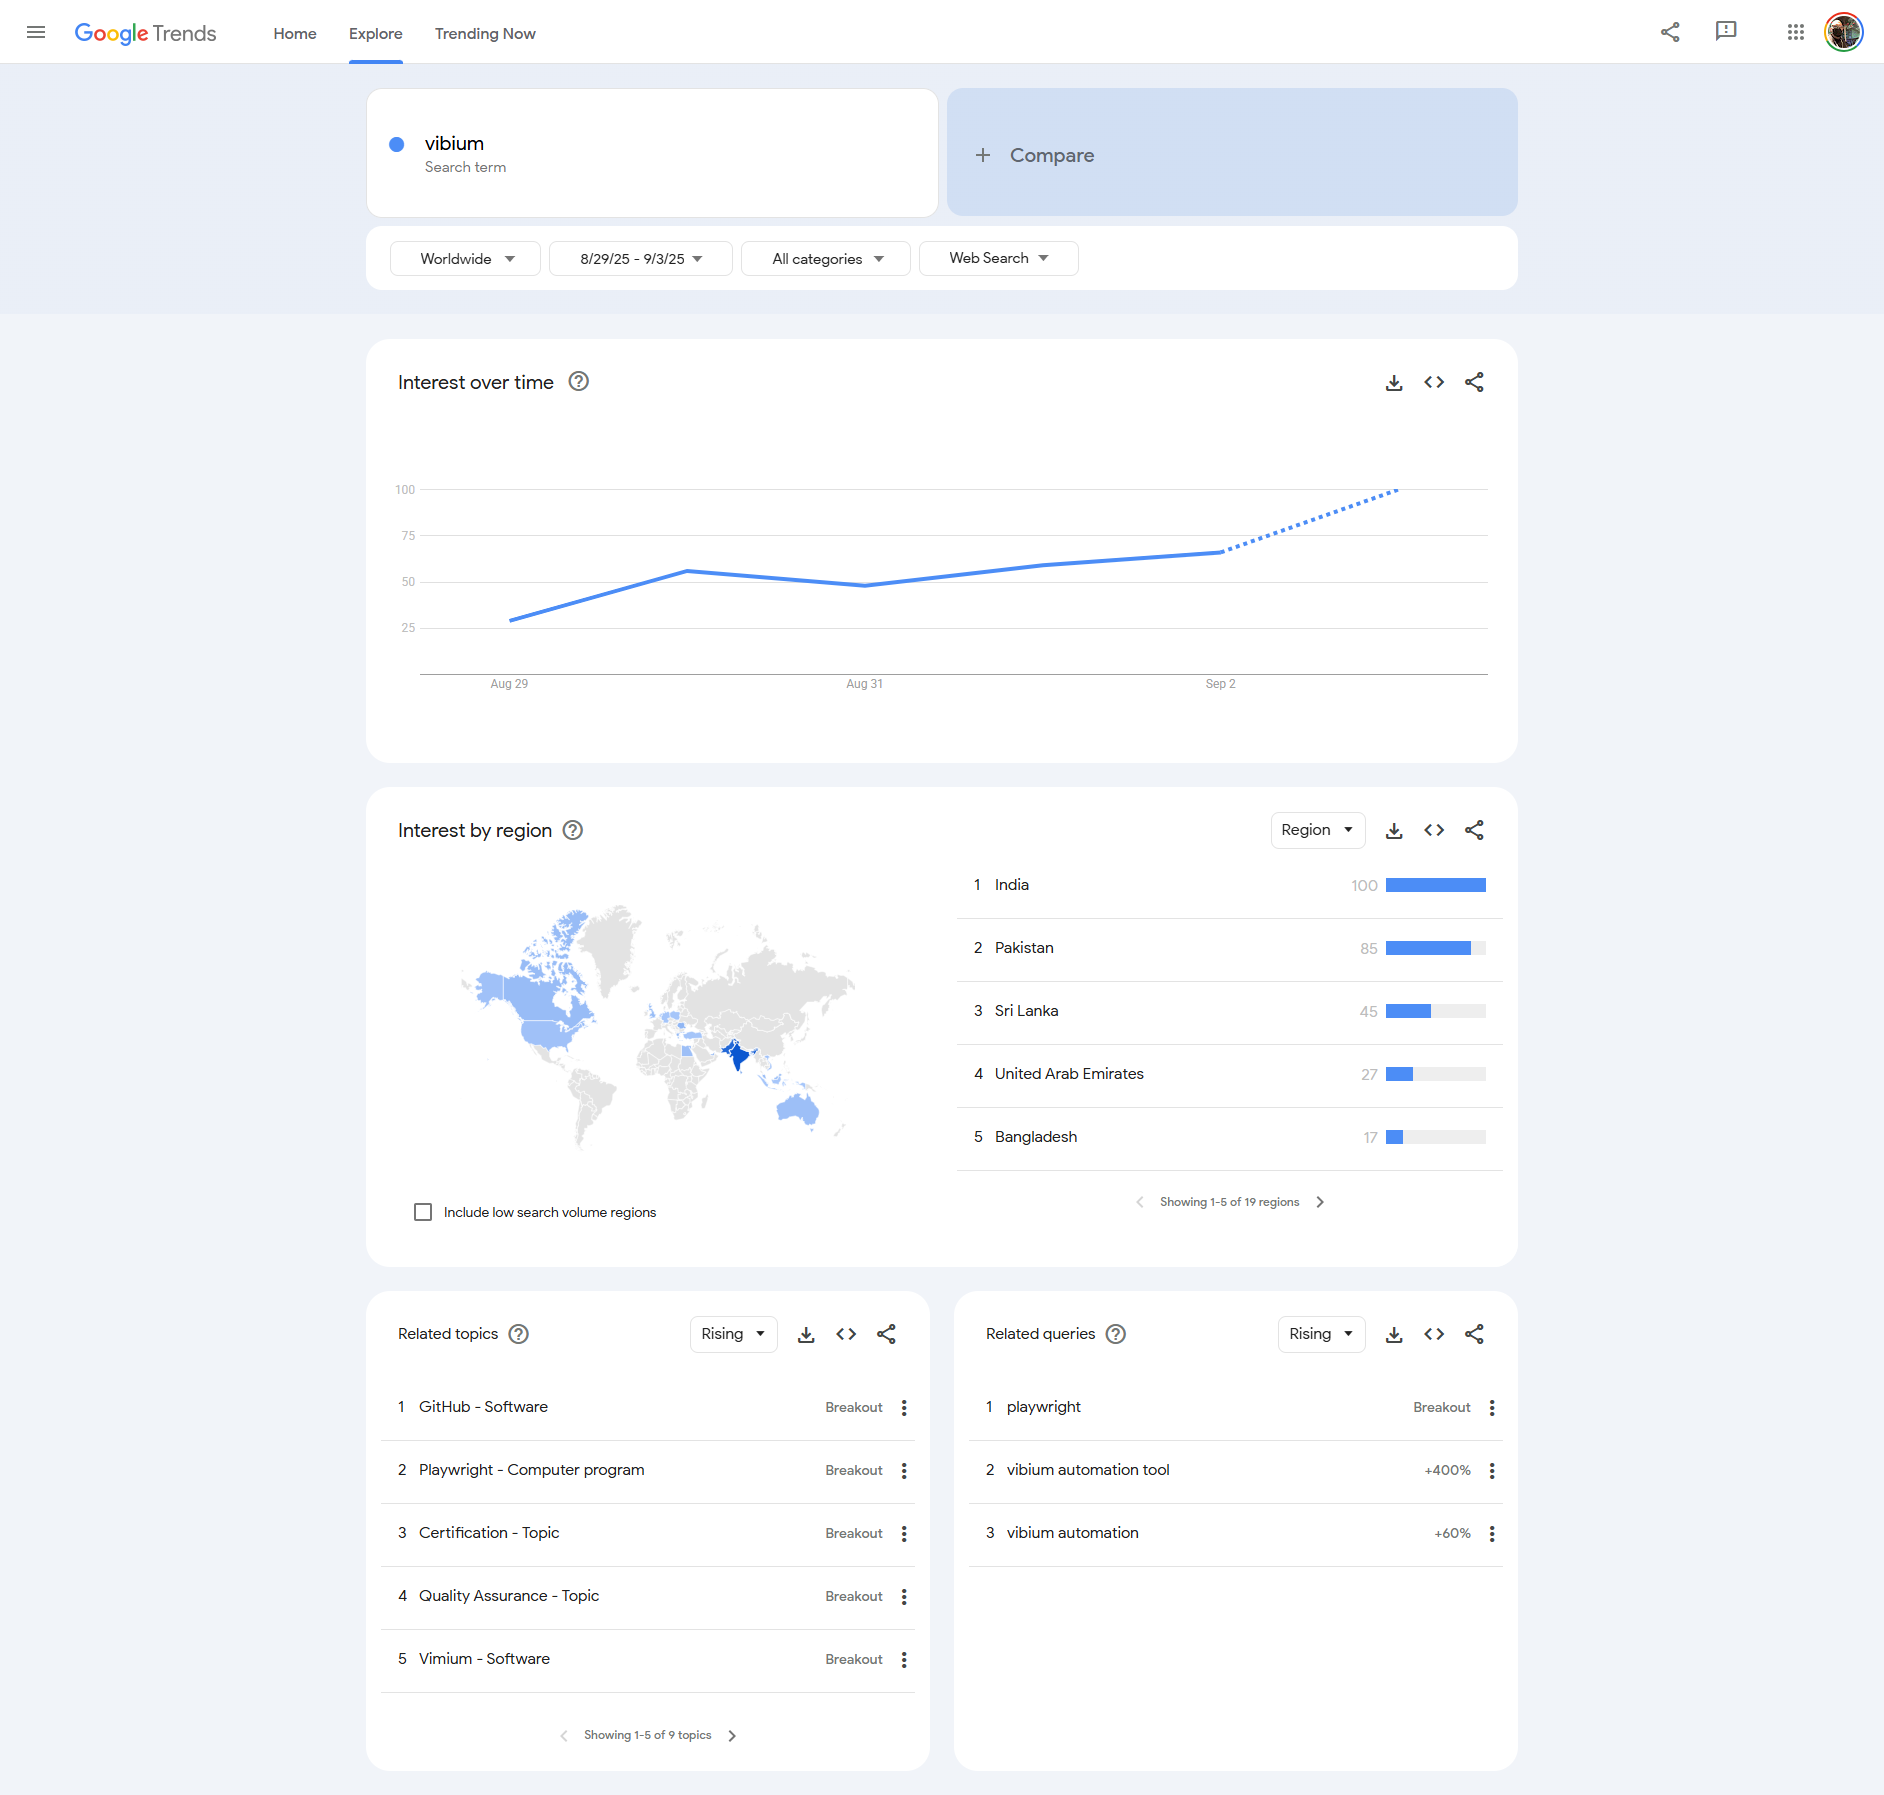 Google Trends
Home
Explore
Trending Now
vibium
Search term
+ Compare
Worldwide
8/29/25 - 9/3/25
All categories
Web Search
Interest over time
100
75
50
25
Aug 29
Aug 31
Sep 2
Interest by region
Region
1 India 100
2 Pakistan 85
3 Sri Lanka 45
4 United Arab Emirates 27
5 Bangladesh 17
Include low search volume regions
Showing 1-5 of 19 regions
Related topics
Rising
1 GitHub - Software Breakout
2 Playwright - Computer program Breakout
3 Certification - Topic Breakout
4 Quality Assurance - Topic Breakout
5 Vimium - Software Breakout
Showing 1-5 of 9 topics
Related queries
Rising
1 playwright Breakout
2 vibium automation tool +400%
3 vibium automation +60%